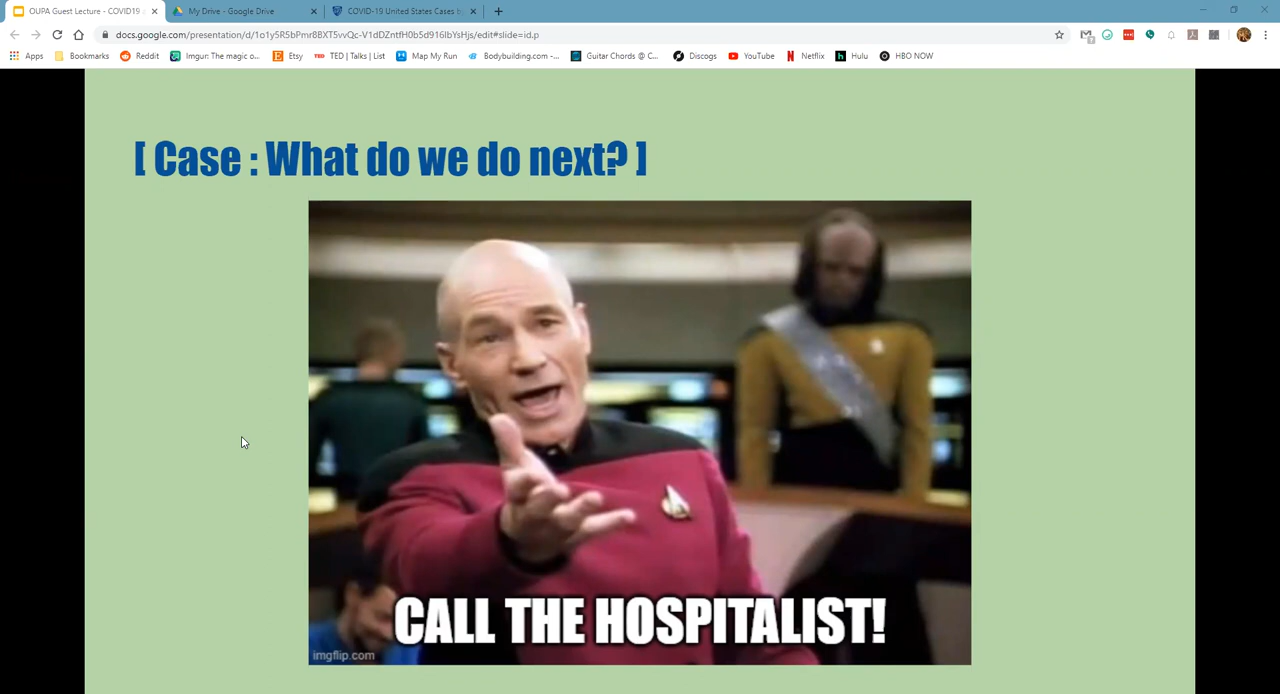 OUPA Guest Lecture - COVID19
My Drive - Google Drive
COVID-19 United States Cases b
docs.google.com/presentation/d/1o1y5R5bPmr8BXT5vvQc-V1dDZntfH0b5d916IbYsHjs/edit#slide=id.p
Apps
Bookmarks
Reddit
Imgur: The magic o...
Etsy
TED | Talks | List
Map My Run
Bodybuilding.com -...
Guitar Chords @ C...
Discogs
YouTube
Netflix
Hulu
HBO NOW
[ Case : What do we do next? ]
CALL THE HOSPITALIST!
imgflip.com